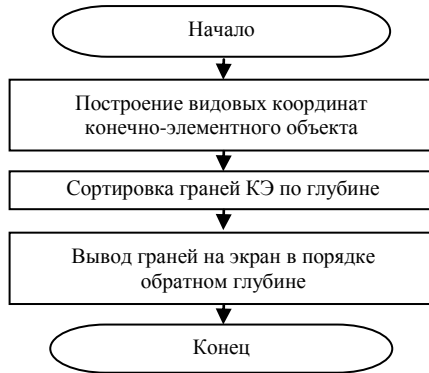 Начало
Построение видовых координат
конечно-элементного объекта
Сортировка граней КЭ по глубине
Вывод граней на экран в порядке
обратном глубине
Конец